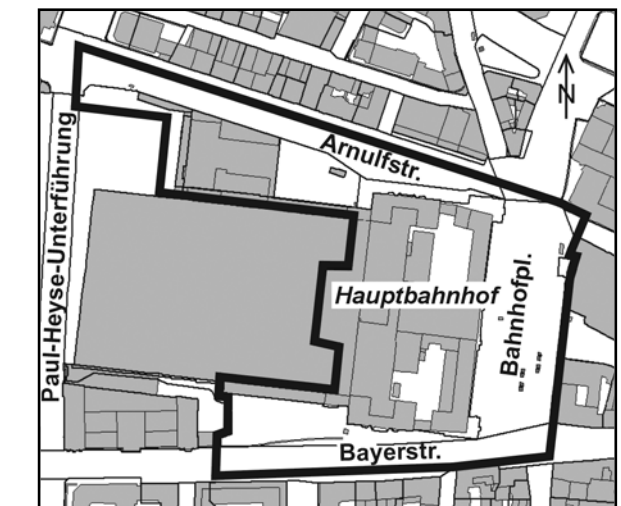 N
Arnulfstr.
Paul-Heyse-Unterführung
Hauptbahnhof
Bahnhofpl.
Bayerstr.